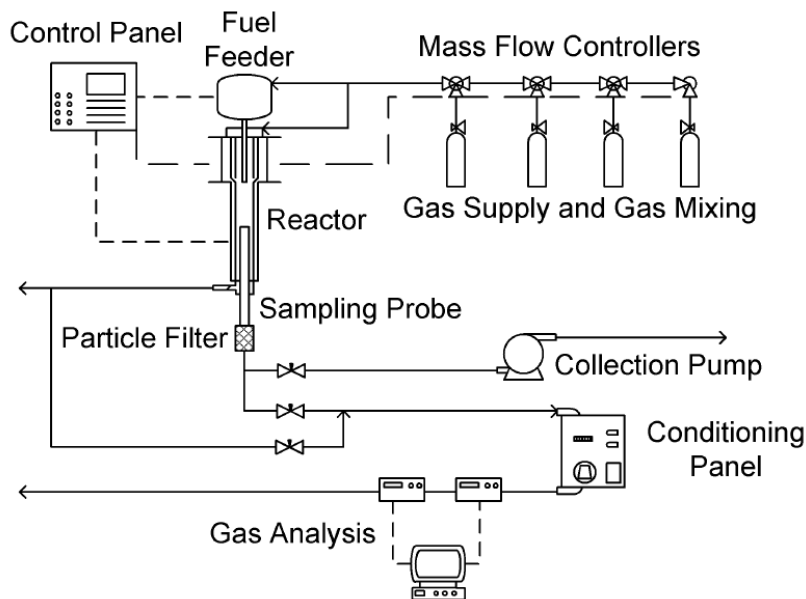 Control Panel
Fuel
Feeder
Mass Flow Controllers
Gas Supply and Gas Mixing
Reactor
Sampling Probe
Particle Filter
Collection Pump
Conditioning
Panel
Gas Analysis